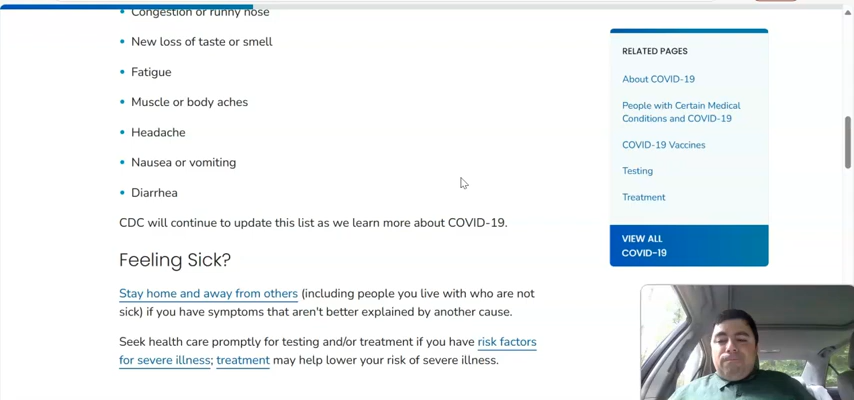 Congestion or runny nose
New loss of taste or smell
Fatigue
Muscle or body aches
Headache
Nausea or vomiting
Diarrhea
CDC will continue to update this list as we learn more about COVID-19.
Feeling Sick?
Stay home and away from others (including people you live with who are not
sick) if you have symptoms that aren't better explained by another cause.
Seek health care promptly for testing and/or treatment if you have risk factors
for severe illness; treatment may help lower your risk of severe illness.
RELATED PAGES
About COVID-19
People with Certain Medical
Conditions and COVID-19
COVID-19 Vaccines
Testing
Treatment
VIEW ALL
COVID-19